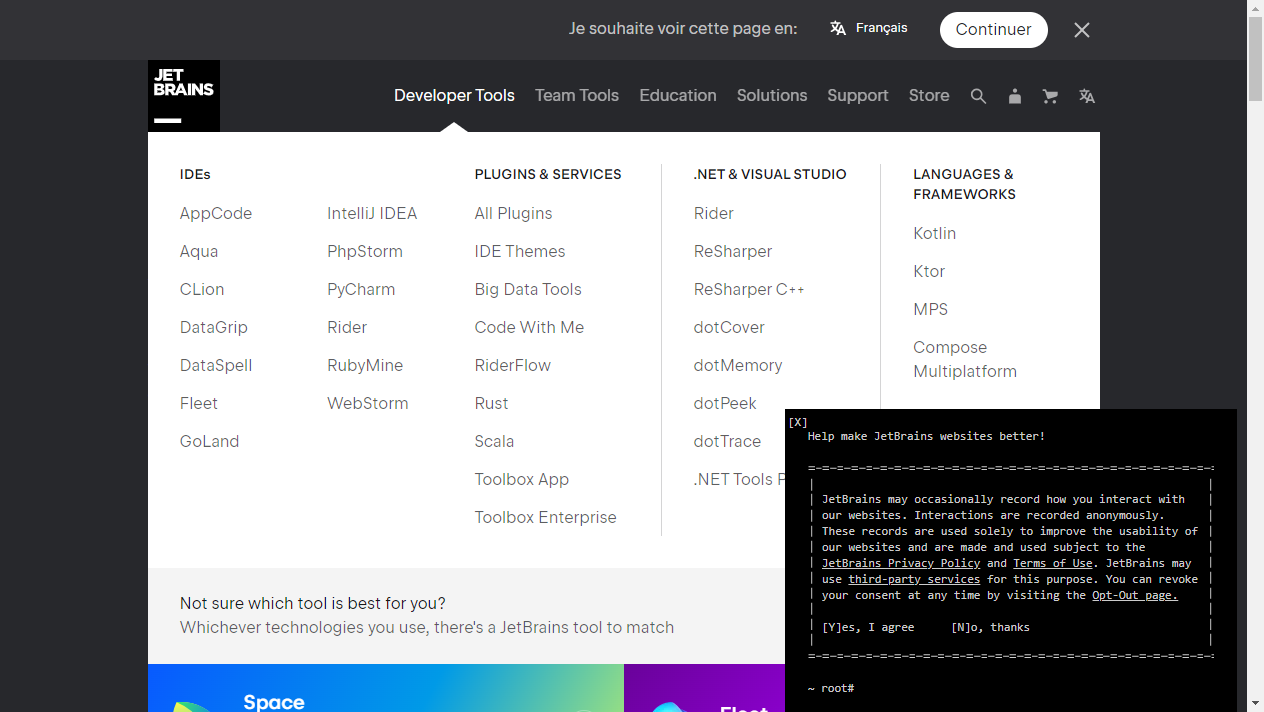 Je souhaite voir cette page en:
Français
Continuer
JET
BRAINS
Developer Tools
Team Tools
Education
Solutions
Support
Store
IDEs
AppCode
Aqua
CLion
DataGrip
DataSpell
Fleet
GoLand
IntelliJ IDEA
PhpStorm
PyCharm
Rider
RubyMine
WebStorm
PLUGINS & SERVICES
All Plugins
IDE Themes
Big Data Tools
Code With Me
RiderFlow
Rust
Scala
Toolbox App
Toolbox Enterprise
.NET & VISUAL STUDIO
Rider
ReSharper
ReSharper C++
dotCover
dotMemory
dotPeek
dotTrace
.NET Tools
LANGUAGES &
FRAMEWORKS
Kotlin
Ktor
MPS
Compose
Multiplatform
Not sure which tool is best for you?
Whichever technologies you use, there's a JetBrains tool to match
Space
Fleet
[X]
Help make JetBrains websites better!
JetBrains may occasionally record how you interact with
our websites. Interactions are recorded anonymously.
These records are used solely to improve the usability of
our websites and are made and used subject to the
JetBrains Privacy Policy and Terms of Use. JetBrains may
use third-party services for this purpose. You can revoke
your consent at any time by visiting the Opt-Out page.
[Y]es, I agree [N]o, thanks
~ root#